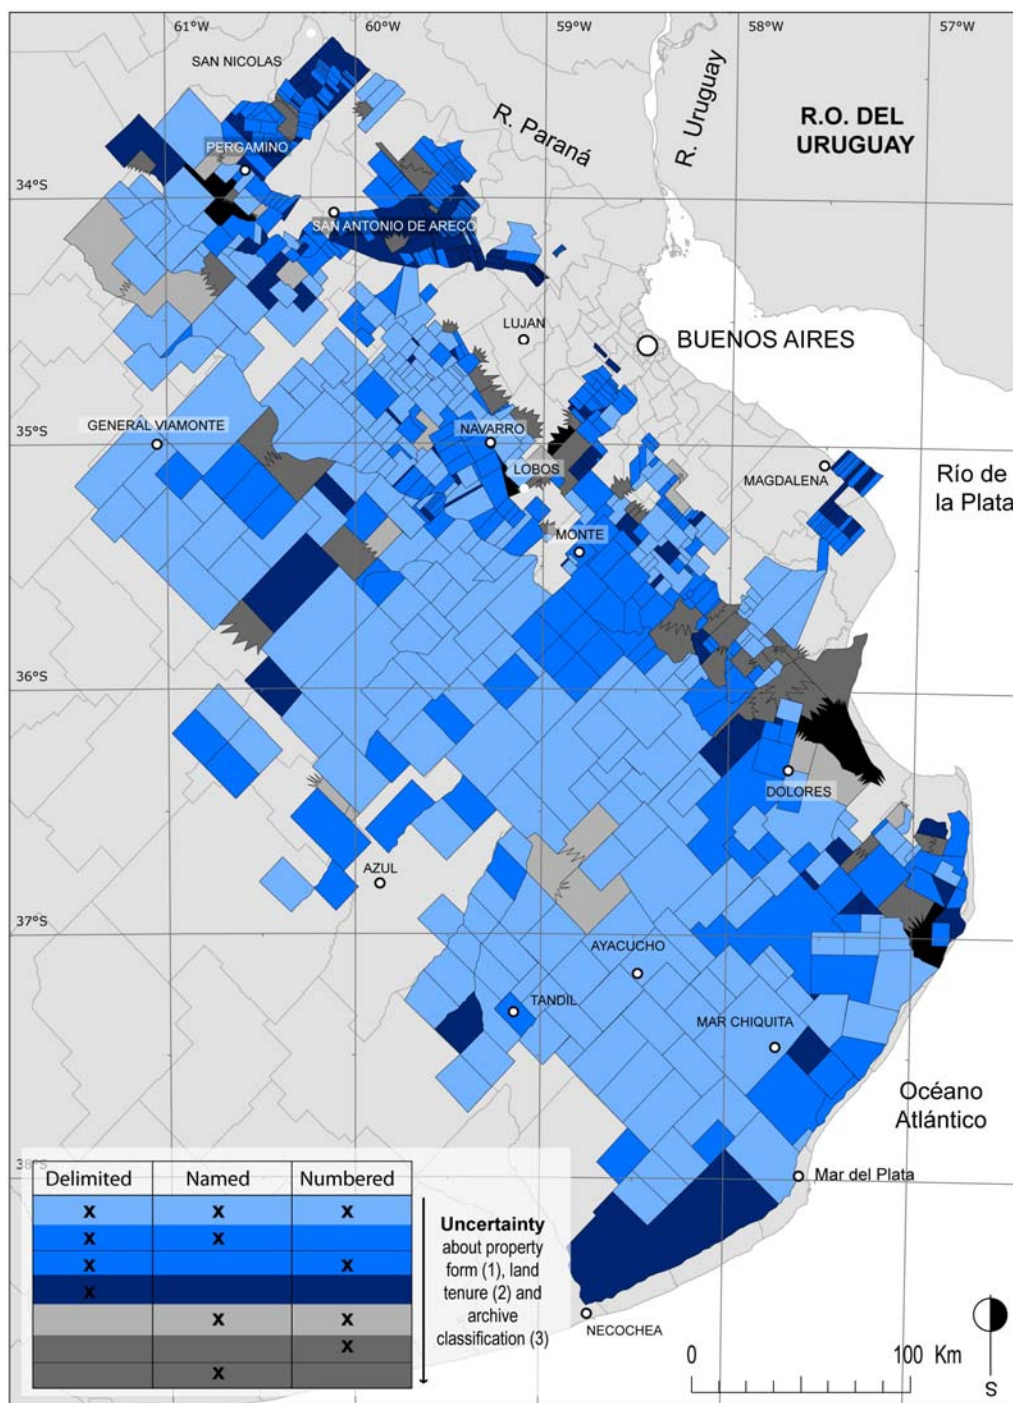 61°W
60°W
59°W
58°W
57°W
SAN NICOLAS
R. Paraná
R. Uruguay
R.O. DEL
URUGUAY
PERGAMINO
34°S
SAN ANTONIO DE ARECO
LUJAN
BUENOS AIRES
GENERAL VIAMONTE
35°S
NAVARRO
LOBOS
MAGDALENA
Río de
la Plata
MONTE
36°S
DOLORES
AZUL
37°S
AYACUCHO
TANDIL
MAR CHIQUITA
Océano
Atlántico
38°S
Mar del Plata
NECOCHEA
Delimited Named Numbered
x x x
x x
x x
x
x x
x
x
Uncertainty
about property
form (1), land
tenure (2) and
archive
classification (3)
0 100 Km
S